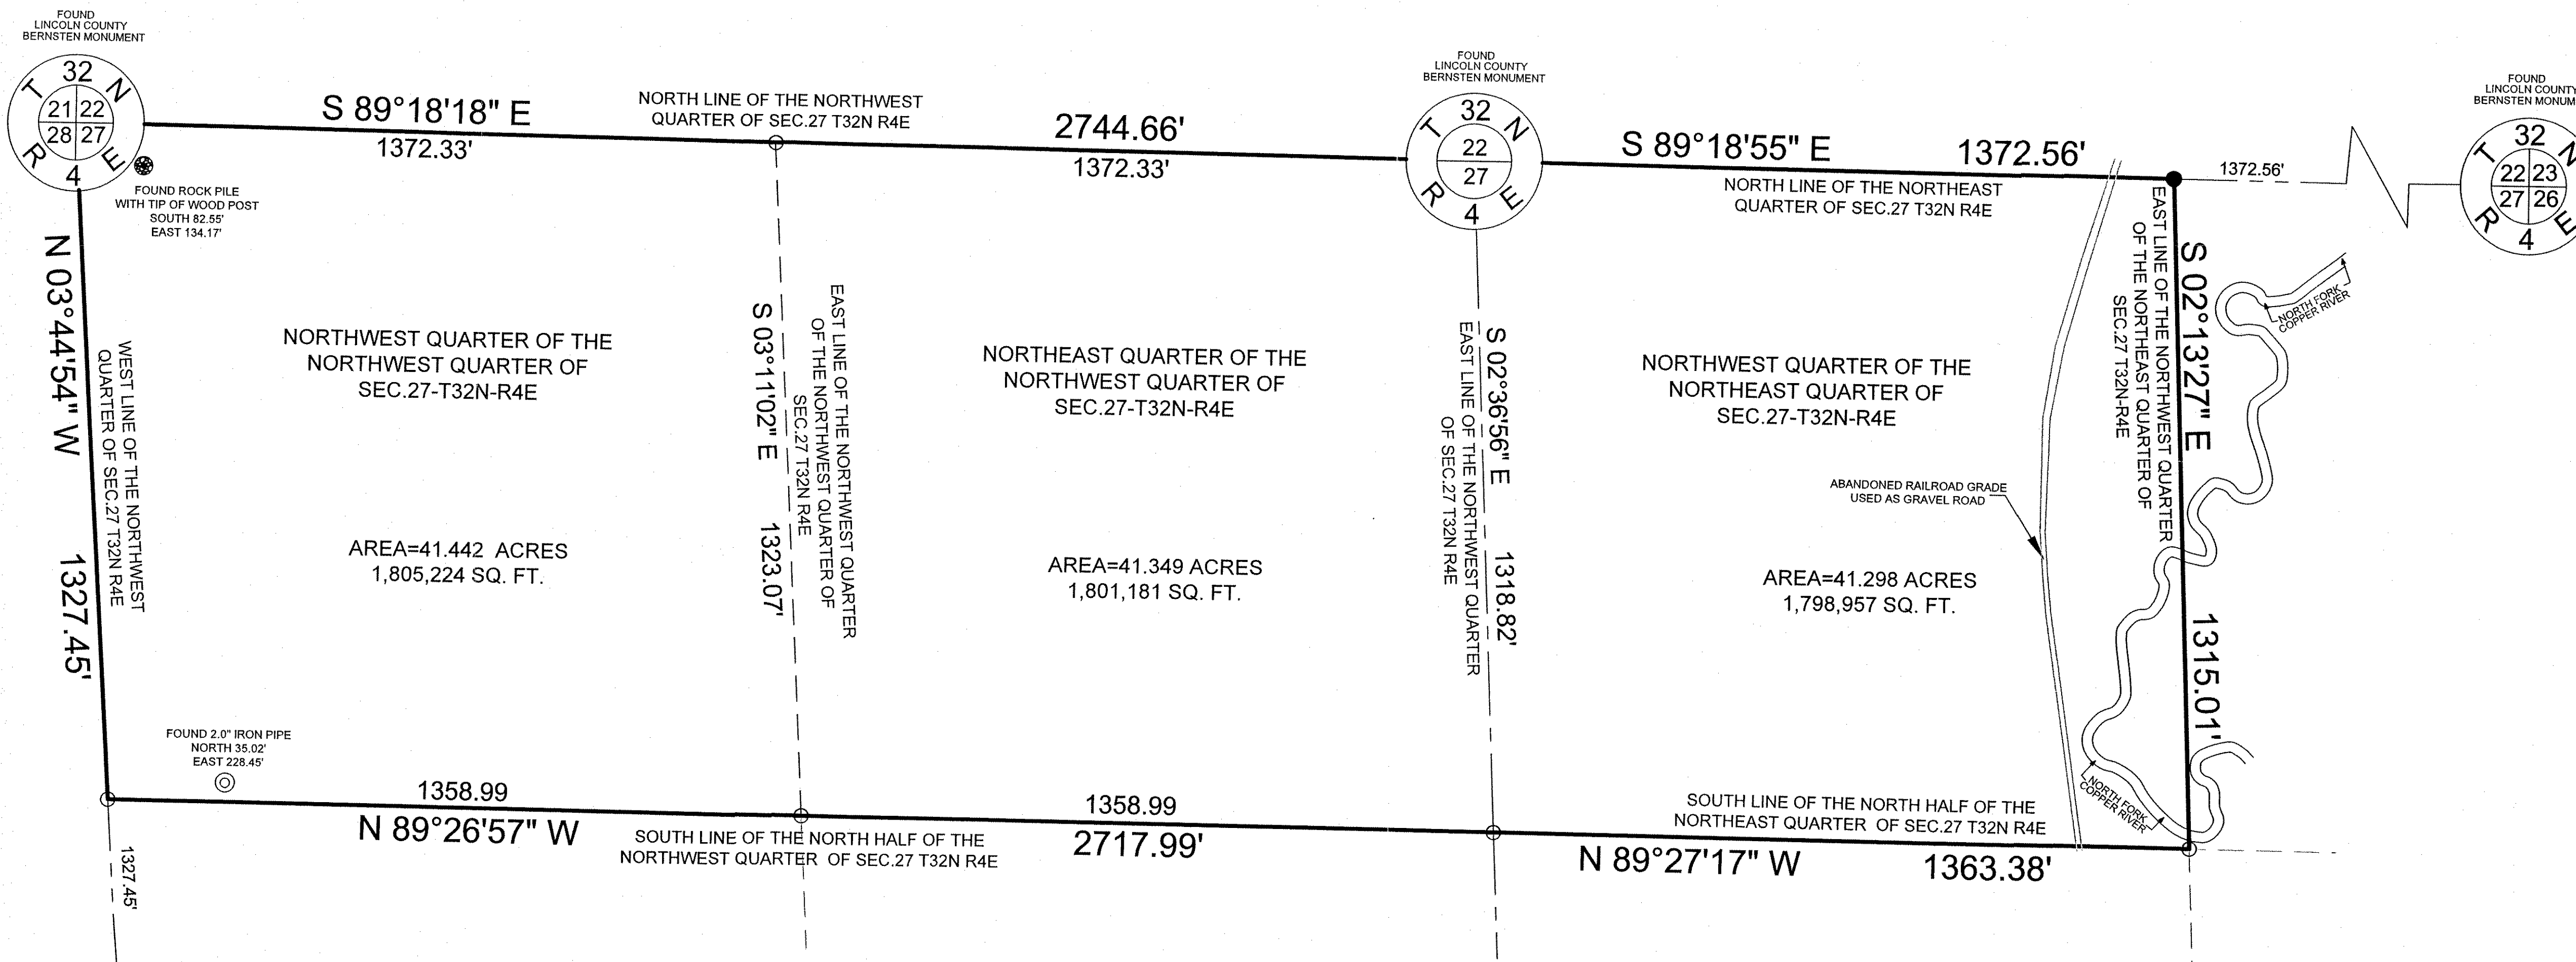 FOUND
LINCOLN COUNTY
BERNSTEN MONUMENT
32
T N
21 22
28 27
R E
4
FOUND ROCK PILE
WITH TIP OF WOOD POST
SOUTH 82.55'
EAST 134.17'
S 89°18'18" E
1372.33'
NORTH LINE OF THE NORTHWEST
QUARTER OF SEC.27 T32N R4E
2744.66'
1372.33'
FOUND
LINCOLN COUNTY
BERNSTEN MONUMENT
32
T N
22
27
R E
4
S 89°18'55" E
1372.56'
NORTH LINE OF THE NORTHEAST
QUARTER OF SEC.27 T32N R4E
1372.56'
FOUND
LINCOLN COUNTY
BERNSTEN MONUM
32
T N
22 23
27 26
R E
4
N 03°44'54" W
1327.45'
WEST LINE OF THE NORTHWEST
QUARTER OF SEC.27 T32N R4E
NORTHWEST QUARTER OF THE
NORTHWEST QUARTER OF
SEC.27-T32N-R4E
AREA=41.442 ACRES
1,805,224 SQ. FT.
S 03°11'02" E
1323.07'
EAST LINE OF THE NORTHWEST QUARTER
OF THE NORTHWEST QUARTER OF
SEC.27 T32N R4E
NORTHEAST QUARTER OF THE
NORTHWEST QUARTER OF
SEC.27-T32N-R4E
AREA=41.349 ACRES
1,801,181 SQ. FT.
S 02°36'56" E
1318.82'
EAST LINE OF THE NORTHWEST QUARTER
OF SEC.27 T32N R4E
NORTHWEST QUARTER OF THE
NORTHEAST QUARTER OF
SEC.27-T32N-R4E
AREA=41.298 ACRES
1,798,957 SQ. FT.
ABANDONED RAILROAD GRADE
USED AS GRAVEL ROAD
EAST LINE OF THE NORTHWEST QUARTER
OF THE NORTHEAST QUARTER OF
SEC.27 T32N-R4E
S 02°13'27" E
1315.01'
NORTH FORK
COPPER RIVER
NORTH FORK
COPPER RIVER
FOUND 2.0" IRON PIPE
NORTH 35.02'
EAST 228.45'
1358.99
N 89°26'57" W
SOUTH LINE OF THE NORTH HALF OF THE
NORTHWEST QUARTER OF SEC.27 T32N R4E
1358.99
2717.99'
SOUTH LINE OF THE NORTH HALF OF THE
NORTHEAST QUARTER OF SEC.27 T32N R4E
N 89°27'17" W
1363.38'
1327.45'